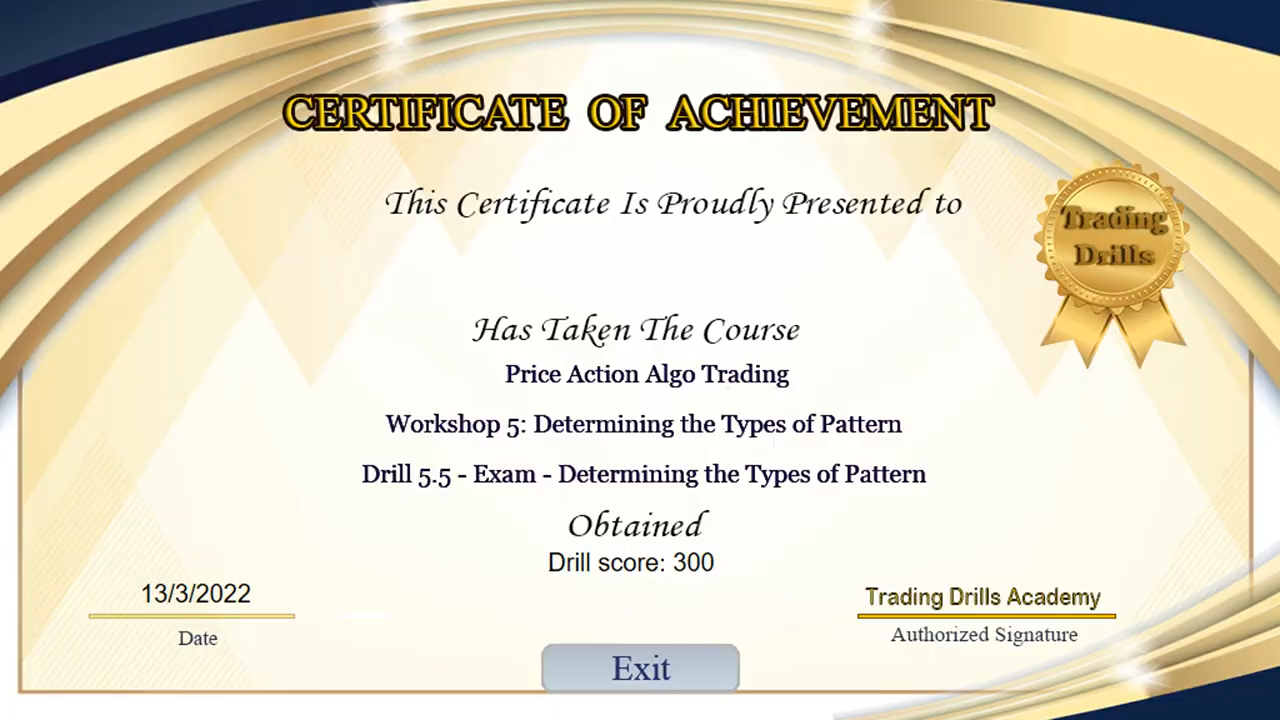 CERTIFICATE OF ACHIEVEMENT
This Certificate Is Proudly Presented to
Trading
Drills
Has Taken The Course
Price Action Algo Trading
Workshop 5: Determining the Types of Pattern
Drill 5.5 - Exam - Determining the Types of Pattern
Obtained
Drill score: 300
13/3/2022
Date
Trading Drills Academy
Authorized Signature
Exit